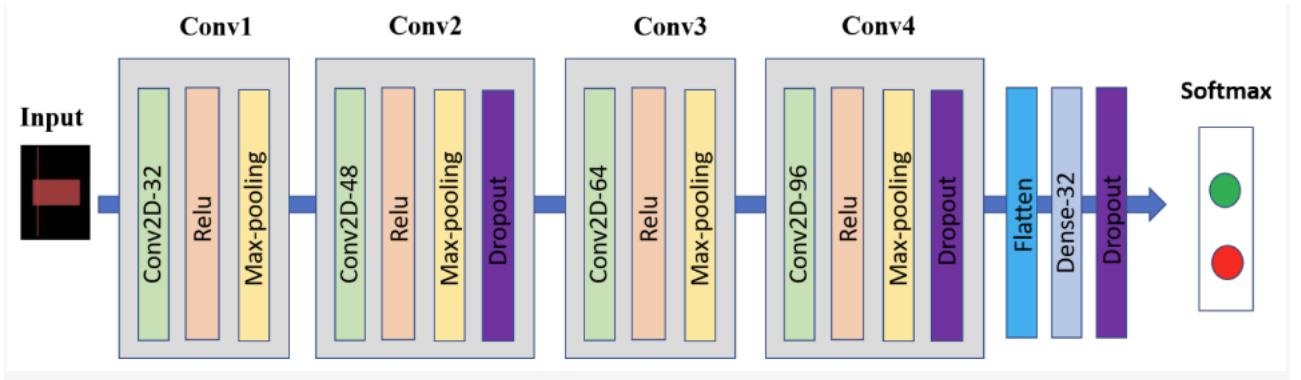 Conv1
Conv2
Conv3
Conv4
Softmax
Input
Conv2D-32
Relu
Max-pooling
Conv2D-48
Relu
Max-pooling
Dropout
Conv2D-64
Relu
Max-pooling
Conv2D-96
Relu
Max-pooling
Dropout
Flatten
Dense-32
Dropout